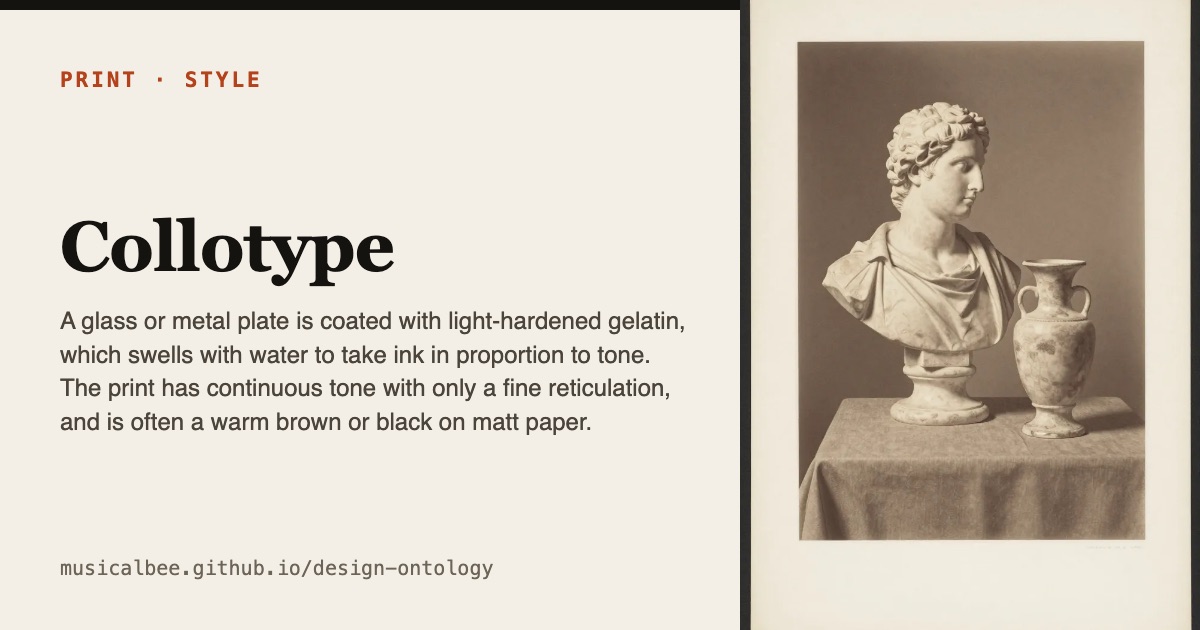 PRINT · STYLE
Collotype
A glass or metal plate is coated with light-hardened gelatin,
which swells with water to take ink in proportion to tone.
The print has continuous tone with only a fine reticulation,
and is often a warm brown or black on matt paper.
musicalbee.github.io/design-ontology